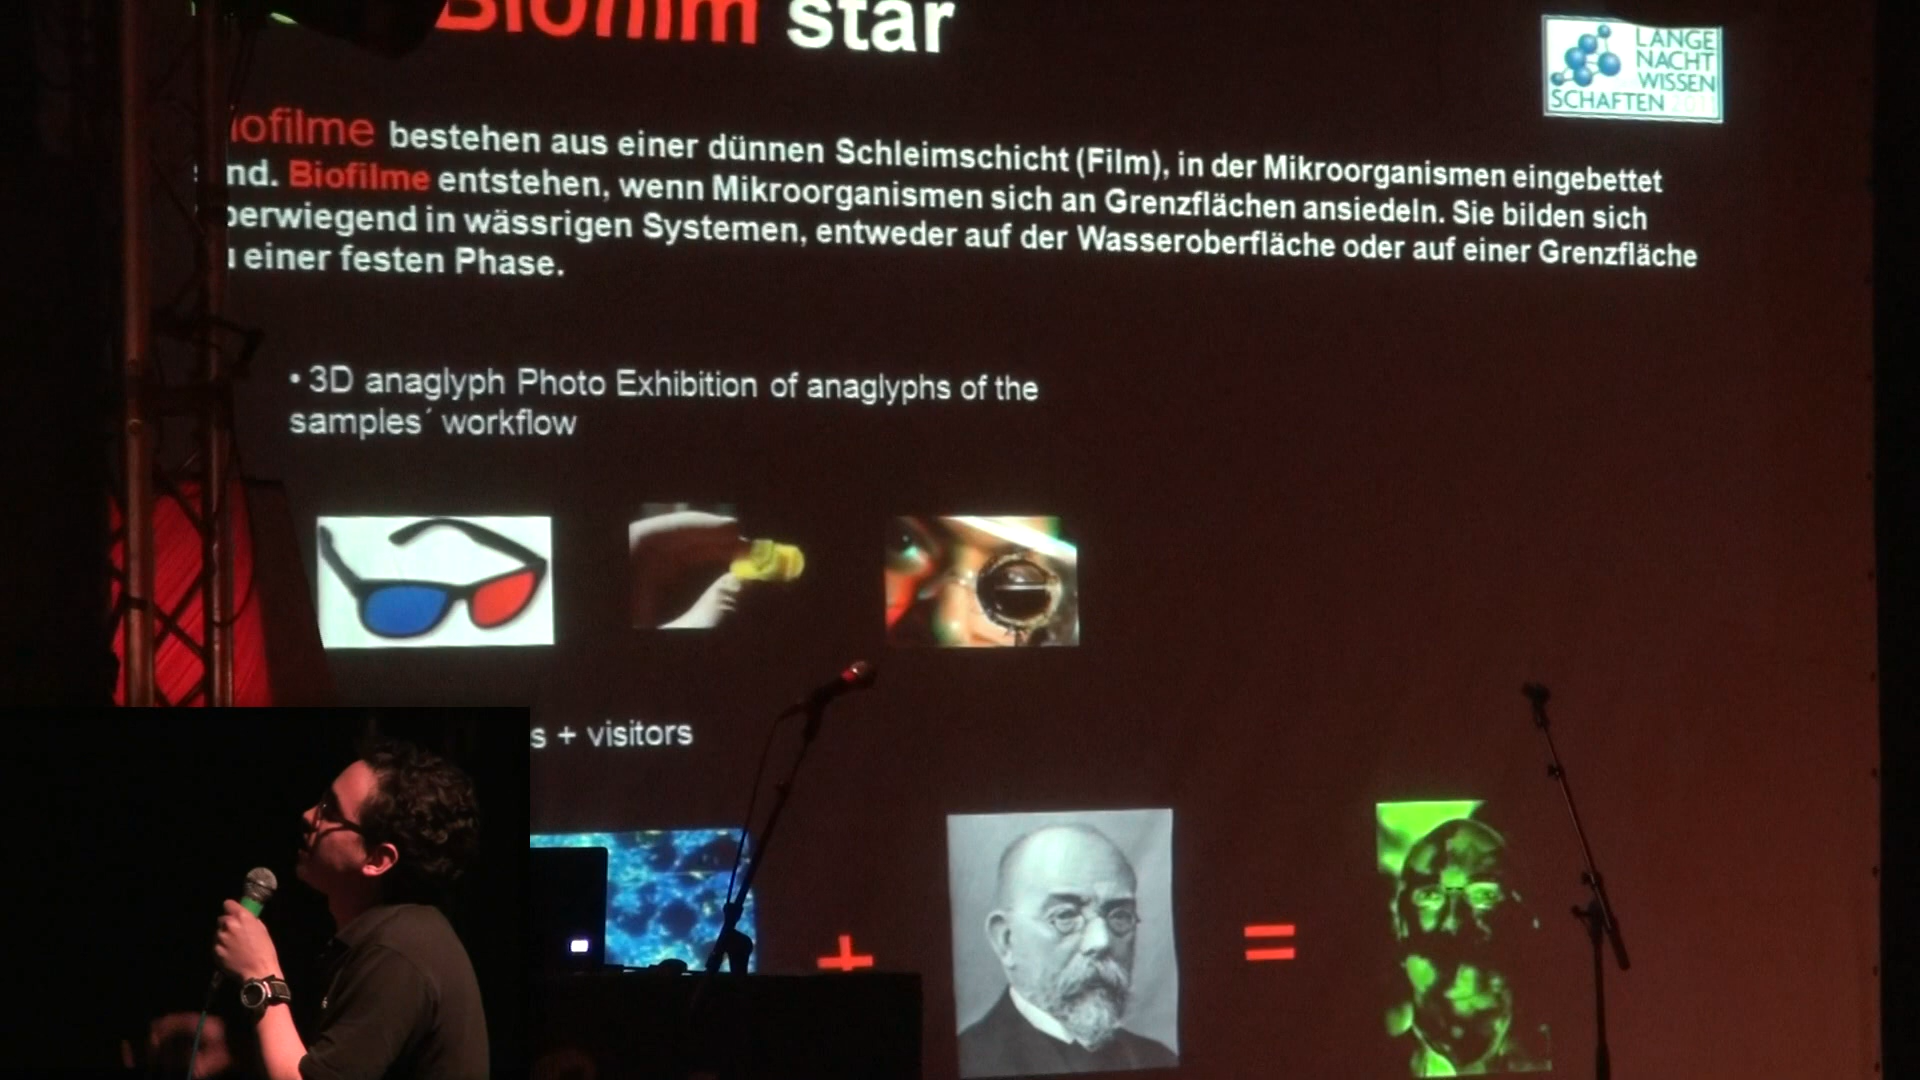 Biofilm star
LANGE
NACHT
WISSEN
SCHAFTEN 2011
iofilme bestehen aus einer dünnen Schleimschicht (Film), in der Mikroorganismen eingebettet
nd. Biofilme entstehen, wenn Mikroorganismen sich an Grenzflächen ansiedeln. Sie bilden sich
berwiegend in wässrigen Systemen, entweder auf der Wasseroberfläche oder auf einer Grenzfläche
einer festen Phase.
• 3D anaglyph Photo Exhibition of anaglyphs of the
samples´ workflow
s + visitors
+ =